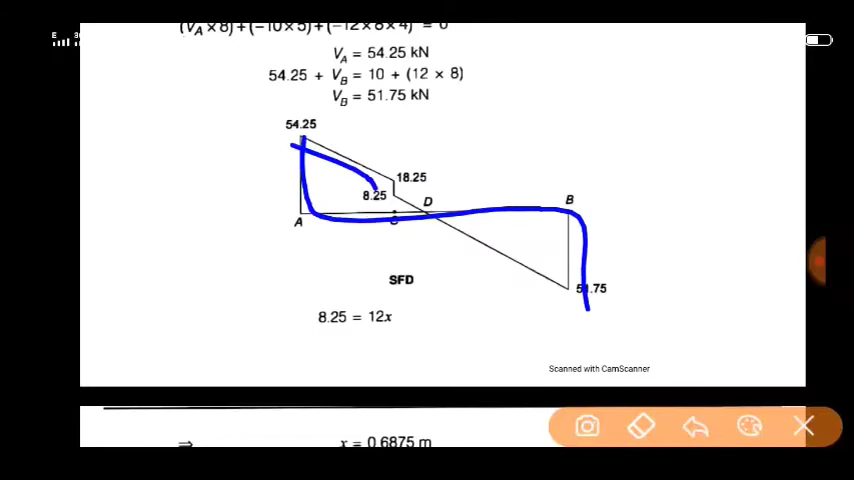 (V_A × 8) + (−10 × 5) + (−12 × 8 × 4) = 0
V_A = 54.25 kN
54.25 + V_B = 10 + (12 × 8)
V_B = 51.75 kN
54.25
18.25
8.25
D
B
A
C
SFD
51.75
8.25 = 12x
Scanned with CamScanner
⇒ x = 0.6875 m